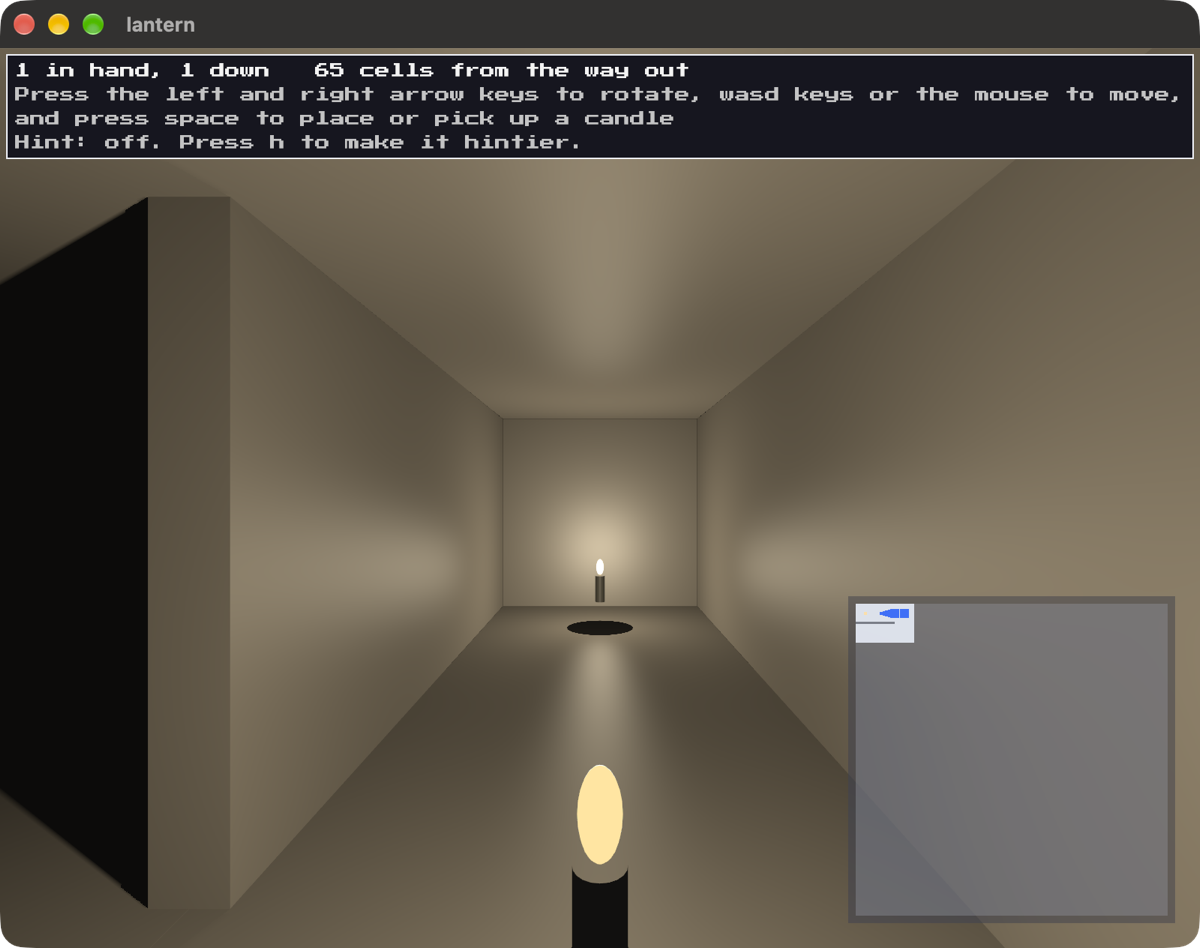 lantern
1 in hand, 1 down   65 cells from the way out
Press the left and right arrow keys to rotate, wasd keys or the mouse to move,
and press space to place or pick up a candle
Hint: off. Press h to make it hintier.